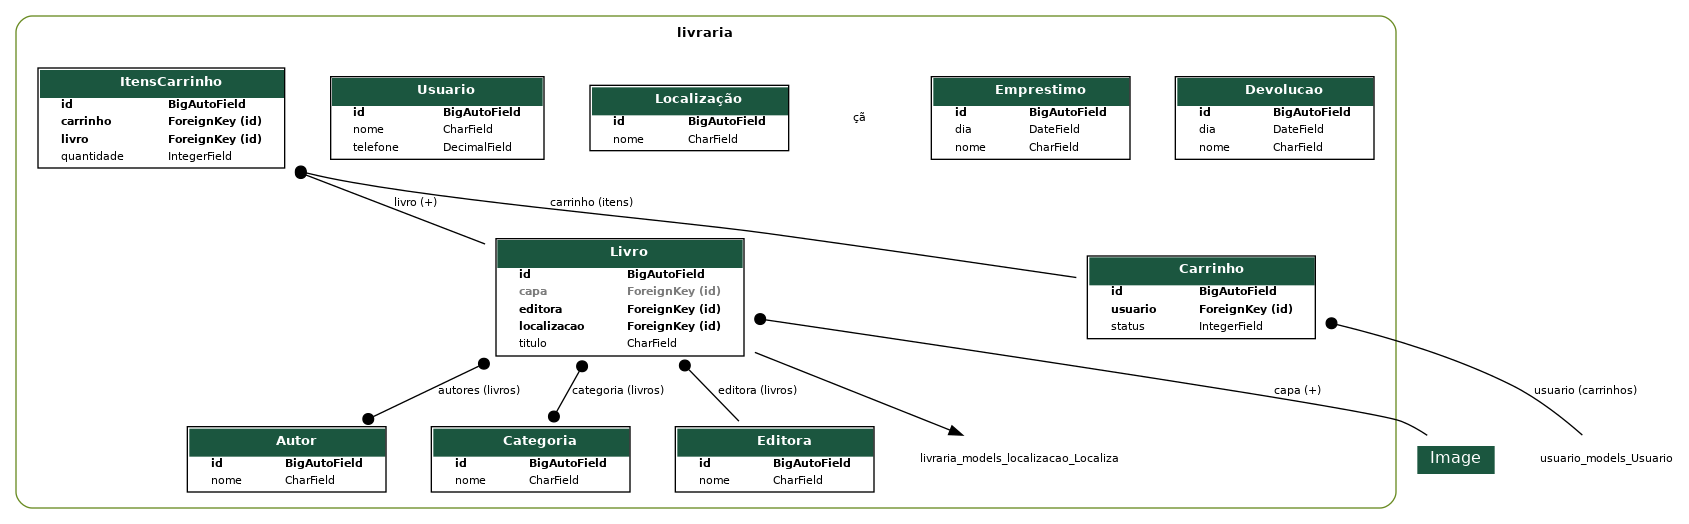 livraria
ItensCarrinho
id BigAutoField
carrinho ForeignKey (id)
livro ForeignKey (id)
quantidade IntegerField
Usuario
id BigAutoField
nome CharField
telefone DecimalField
Localização
id BigAutoField
nome CharField
çã
Emprestimo
id BigAutoField
dia DateField
nome CharField
Devolucao
id BigAutoField
dia DateField
nome CharField
livro (+)
carrinho (itens)
Livro
id BigAutoField
capa ForeignKey (id)
editora ForeignKey (id)
localizacao ForeignKey (id)
titulo CharField
Carrinho
id BigAutoField
usuario ForeignKey (id)
status IntegerField
autores (livros)
categoria (livros)
editora (livros)
capa (+)
usuario (carrinhos)
Autor
id BigAutoField
nome CharField
Categoria
id BigAutoField
nome CharField
Editora
id BigAutoField
nome CharField
livraria_models_localizacao_Localiza
Image
usuario_models_Usuario